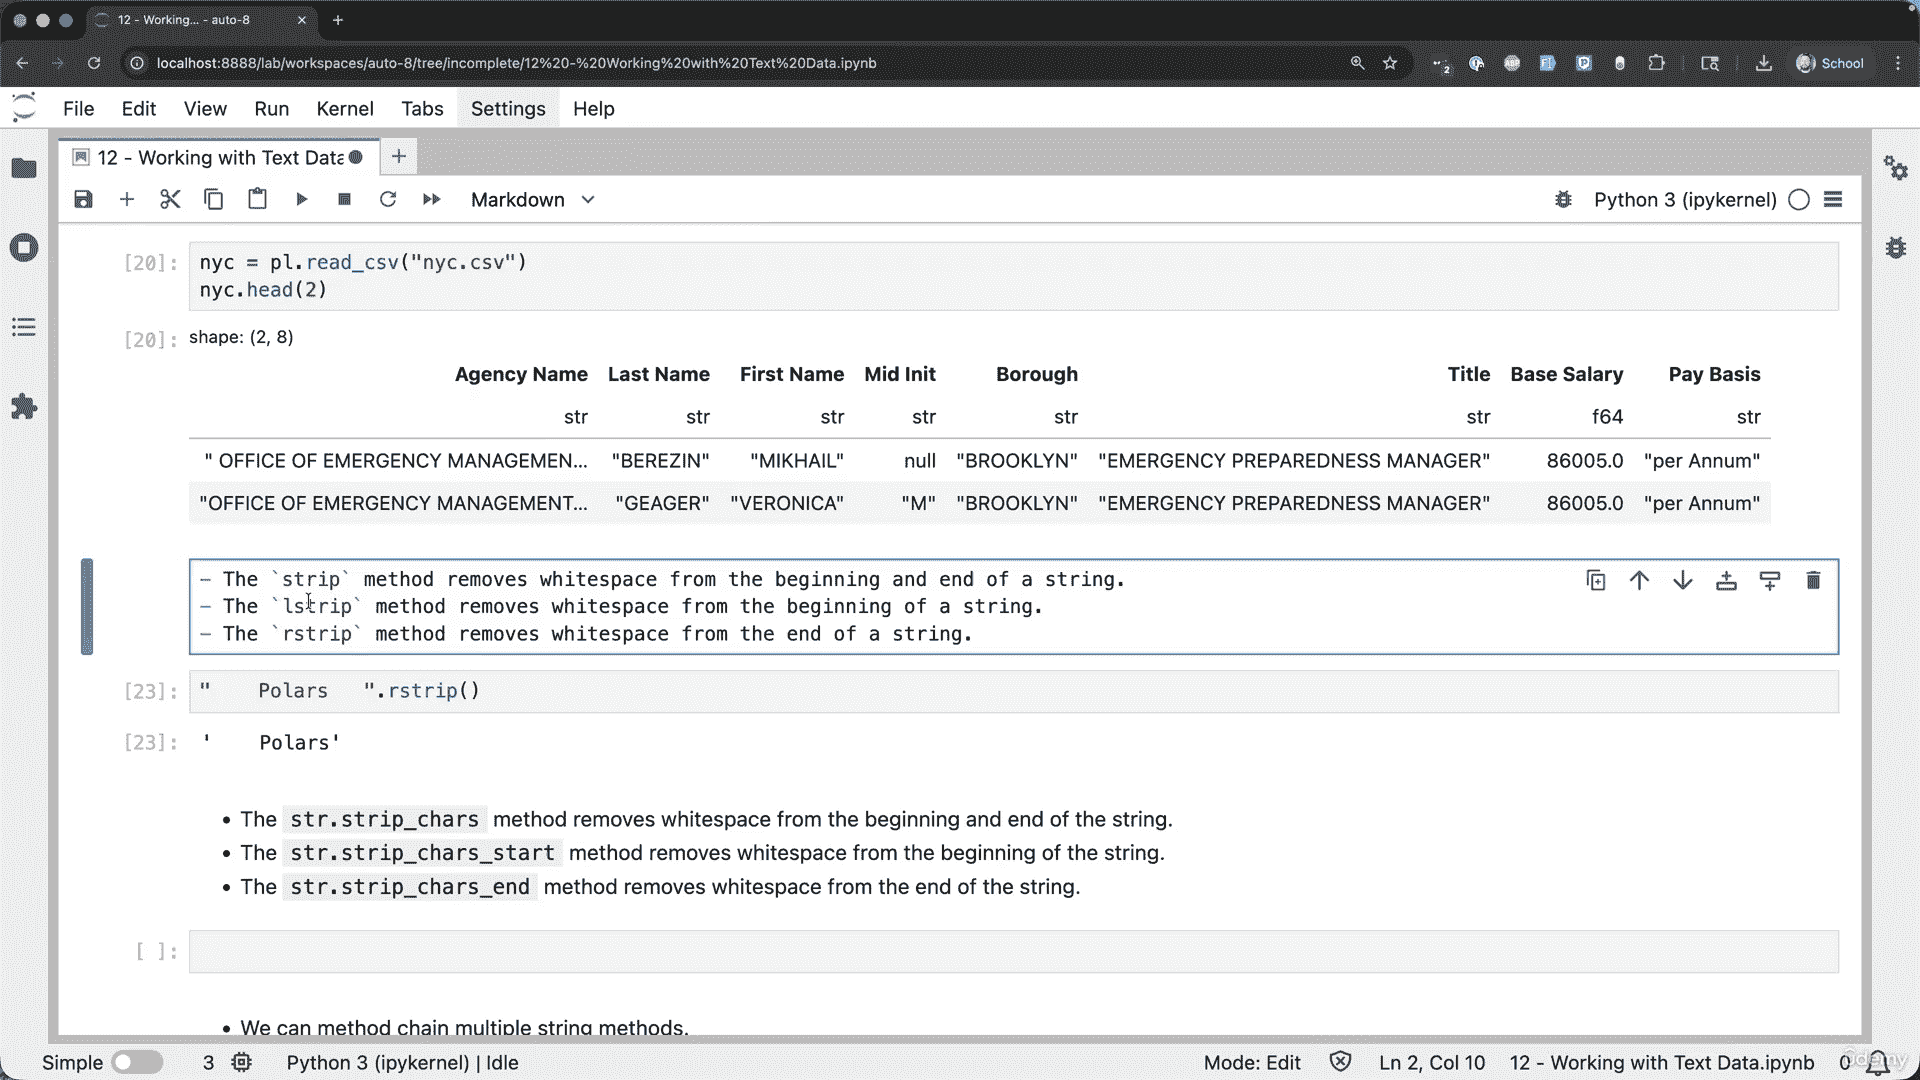 12 - Working... - auto-8
localhost:8888/lab/workspaces/auto-8/tree/incomplete/12%20-%20Working%20with%20Text%20Data.ipynb
2
ABP
School
File Edit View Run Kernel Tabs Settings Help
12 - Working with Text Data
Markdown
Python 3 (ipykernel)
[20]: nyc = pl.read_csv("nyc.csv")
nyc.head(2)
[20]: shape: (2, 8)
Agency Name Last Name First Name Mid Init Borough Title Base Salary Pay Basis
str str str str str str f64 str
" OFFICE OF EMERGENCY MANAGEMEN... "BEREZIN" "MIKHAIL" null "BROOKLYN" "EMERGENCY PREPAREDNESS MANAGER" 86005.0 "per Annum"
"OFFICE OF EMERGENCY MANAGEMENT... "GEAGER" "VERONICA" "M" "BROOKLYN" "EMERGENCY PREPAREDNESS MANAGER" 86005.0 "per Annum"
- The `strip` method removes whitespace from the beginning and end of a string.
- The `lstrip` method removes whitespace from the beginning of a string.
- The `rstrip` method removes whitespace from the end of a string.
[23]: "    Polars   ".rstrip()
[23]: '    Polars'
• The str.strip_chars method removes whitespace from the beginning and end of the string.
• The str.strip_chars_start method removes whitespace from the beginning of the string.
• The str.strip_chars_end method removes whitespace from the end of the string.
[ ]:
• We can method chain multiple string methods.
Simple 3 Python 3 (ipykernel) | Idle Mode: Edit Ln 2, Col 10 12 - Working with Text Data.ipynb 0
Udemy